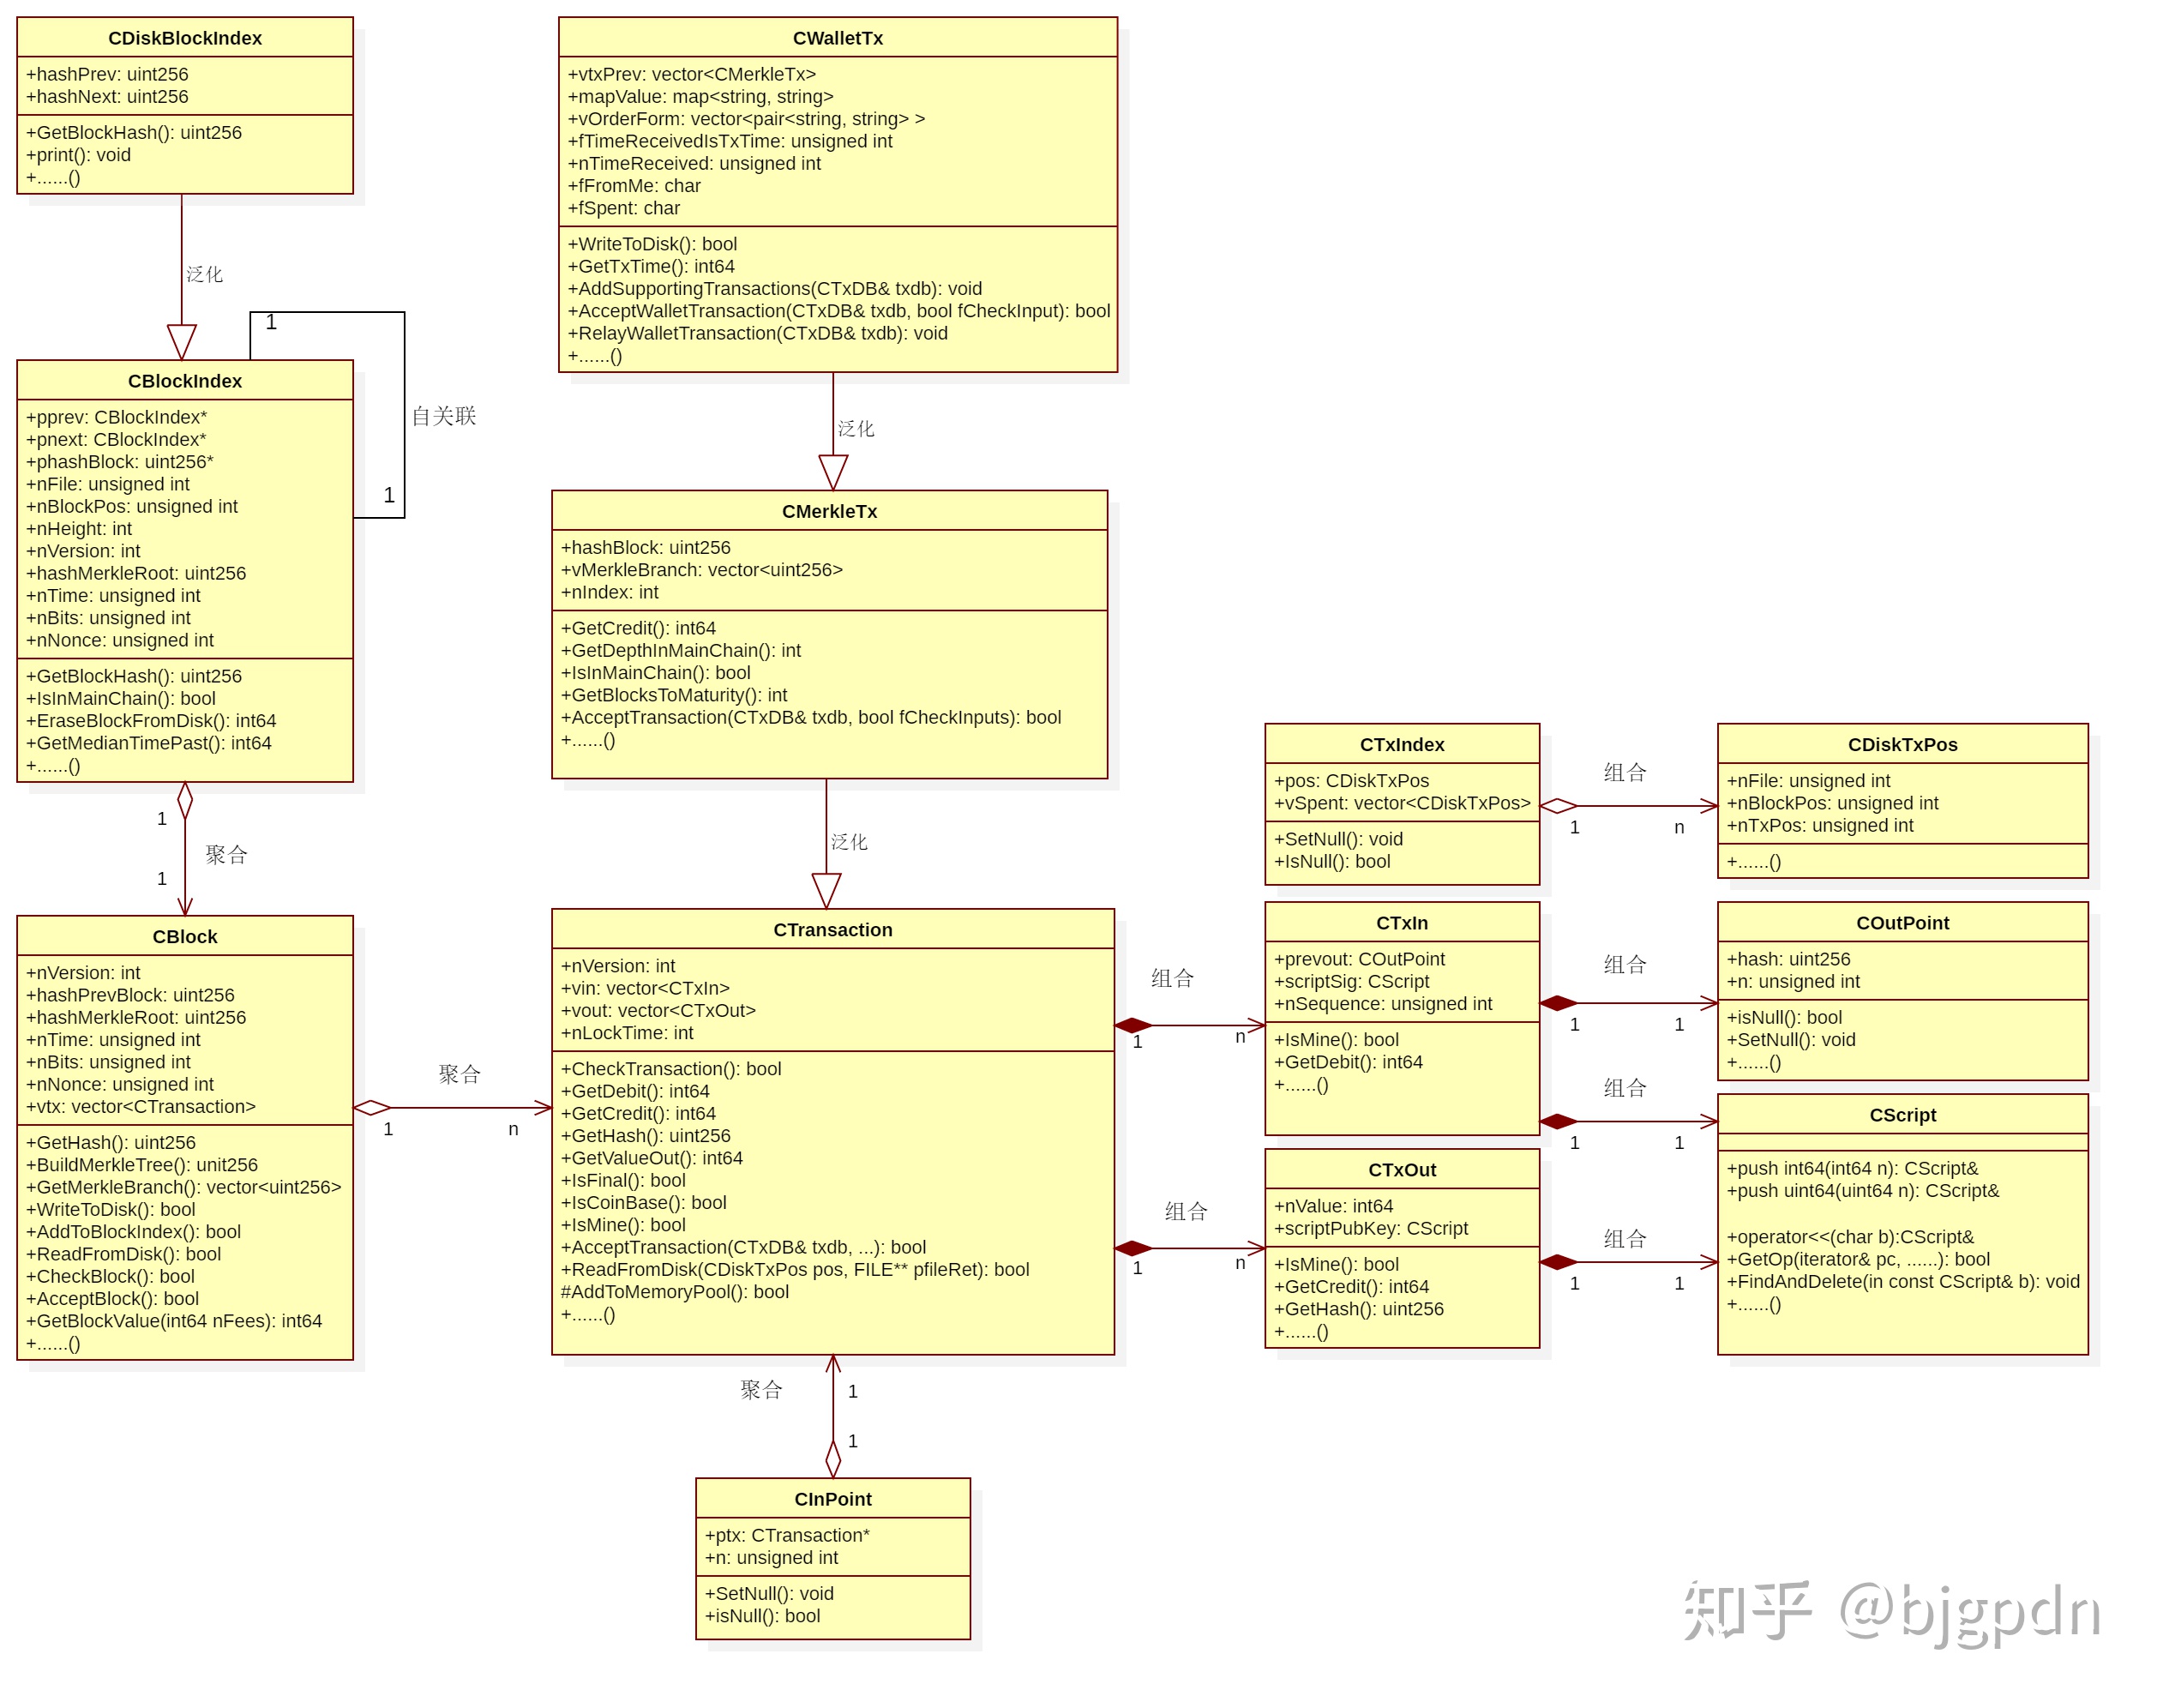 CDiskBlockIndex
+hashPrev: uint256
+hashNext: uint256
+GetBlockHash(): uint256
+print(): void
+......()
泛化
CBlockIndex
+pprev: CBlockIndex*
+pnext: CBlockIndex*
+phashBlock: uint256*
+nFile: unsigned int
+nBlockPos: unsigned int
+nHeight: int
+nVersion: int
+hashMerkleRoot: uint256
+nTime: unsigned int
+nBits: unsigned int
+nNonce: unsigned int
+GetBlockHash(): uint256
+IsInMainChain(): bool
+EraseBlockFromDisk(): int64
+GetMedianTimePast(): int64
+......()
1
自关联
1
1
聚合
1
CBlock
+nVersion: int
+hashPrevBlock: uint256
+hashMerkleRoot: uint256
+nTime: unsigned int
+nBits: unsigned int
+nNonce: unsigned int
+vtx: vector<CTransaction>
+GetHash(): uint256
+BuildMerkleTree(): unit256
+GetMerkleBranch(): vector<uint256>
+WriteToDisk(): bool
+AddToBlockIndex(): bool
+ReadFromDisk(): bool
+CheckBlock(): bool
+AcceptBlock(): bool
+GetBlockValue(int64 nFees): int64
+......()
聚合
1
n
CWalletTx
+vtxPrev: vector<CMerkleTx>
+mapValue: map<string, string>
+vOrderForm: vector<pair<string, string> >
+fTimeReceivedIsTxTime: unsigned int
+nTimeReceived: unsigned int
+fFromMe: char
+fSpent: char
+WriteToDisk(): bool
+GetTxTime(): int64
+AddSupportingTransactions(CTxDB& txdb): void
+AcceptWalletTransaction(CTxDB& txdb, bool fCheckInput): bool
+RelayWalletTransaction(CTxDB& txdb): void
+......()
泛化
CMerkleTx
+hashBlock: uint256
+vMerkleBranch: vector<uint256>
+nIndex: int
+GetCredit(): int64
+GetDepthInMainChain(): int
+IsInMainChain(): bool
+GetBlocksToMaturity(): int
+AcceptTransaction(CTxDB& txdb, bool fCheckInputs): bool
+......()
泛化
CTransaction
+nVersion: int
+vin: vector<CTxIn>
+vout: vector<CTxOut>
+nLockTime: int
+CheckTransaction(): bool
+GetDebit(): int64
+GetCredit(): int64
+GetHash(): uint256
+GetValueOut(): int64
+IsFinal(): bool
+IsCoinBase(): bool
+IsMine(): bool
+AcceptTransaction(CTxDB& txdb, ...): bool
+ReadFromDisk(CDiskTxPos pos, FILE** pfileRet): bool
#AddToMemoryPool(): bool
+......()
聚合
1
1
CInPoint
+ptx: CTransaction*
+n: unsigned int
+SetNull(): void
+isNull(): bool
组合
1
n
组合
1
n
CTxIndex
+pos: CDiskTxPos
+vSpent: vector<CDiskTxPos>
+SetNull(): void
+IsNull(): bool
组合
1
n
CDiskTxPos
+nFile: unsigned int
+nBlockPos: unsigned int
+nTxPos: unsigned int
+......()
CTxIn
+prevout: COutPoint
+scriptSig: CScript
+nSequence: unsigned int
+IsMine(): bool
+GetDebit(): int64
+......()
组合
1
1
组合
1
1
COutPoint
+hash: uint256
+n: unsigned int
+isNull(): bool
+SetNull(): void
+......()
CTxOut
+nValue: int64
+scriptPubKey: CScript
+IsMine(): bool
+GetCredit(): int64
+GetHash(): uint256
+......()
组合
1
1
CScript
+push int64(int64 n): CScript&
+push uint64(uint64 n): CScript&
+operator<<(char b):CScript&
+GetOp(iterator& pc, ......): bool
+FindAndDelete(in const CScript& b): void
+......()
知乎 @bjgpdn